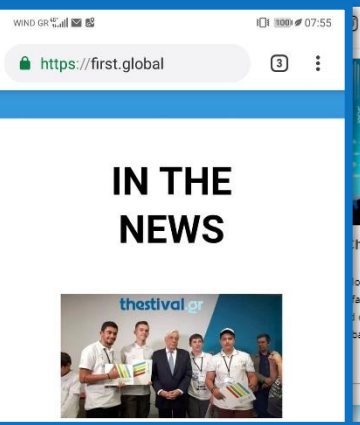 WIND GR
100
07:55
https://first.global
3
IN THE
NEWS
thestival.gr